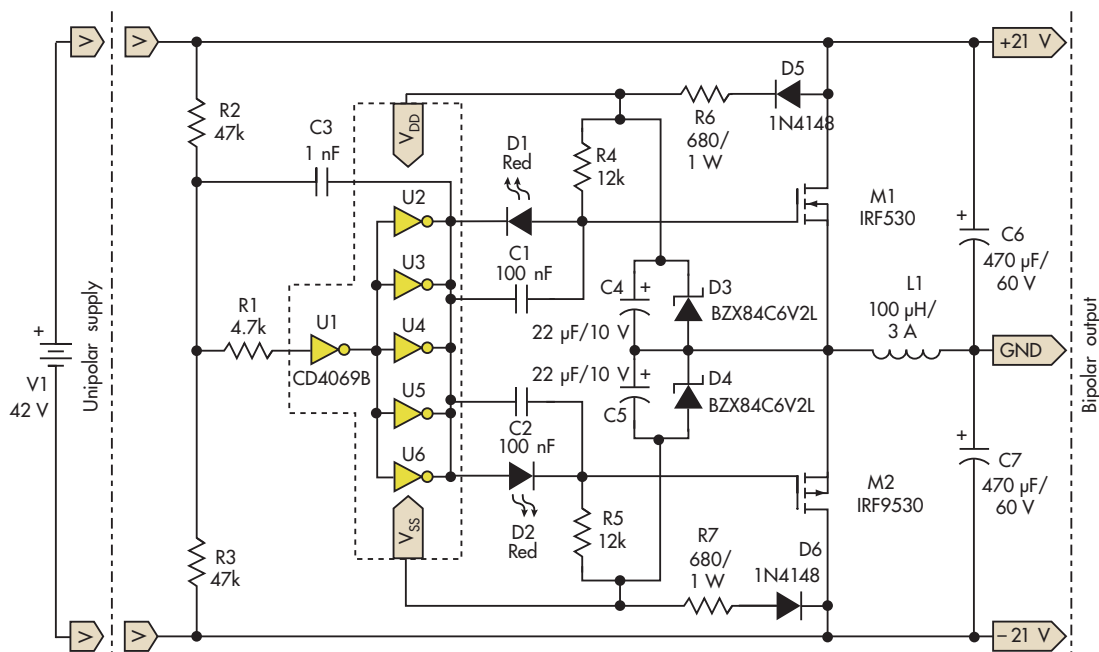 V
V
+21 V
D5
1N4148
R6
680/
1 W
R2
47k
C3
1 nF
VDD
D1
Red
R4
12k
U2
M1
IRF530
+
C6
470 µF/
60 V
C1
100 nF
U3
C4
+
D3
BZX84C6V2L
22 µF/10 V
L1
100 µH/
3 A
R1
4.7k
U1
CD4069B
U4
GND
+
V1
42 V
Unipolar supply
Bipolar output
22 µF/10 V
+
C5
D4
BZX84C6V2L
U5
C2
100 nF
+
C7
470 µF/
60 V
U6
M2
IRF9530
VSS
D2
Red
R5
12k
R7
680/
1 W
D6
1N4148
R3
47k
V
V
–21 V